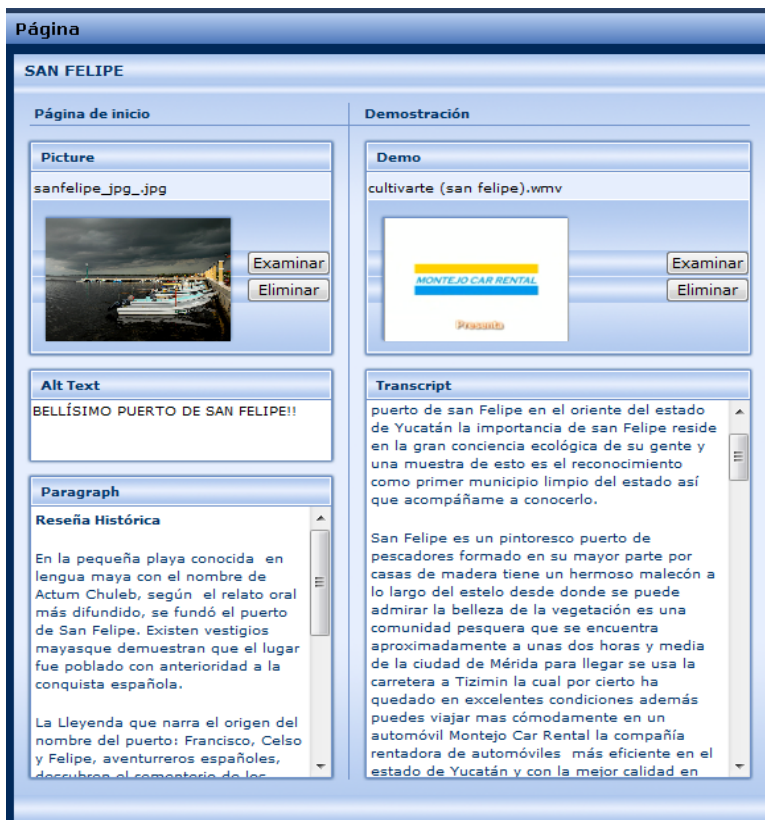 Página
SAN FELIPE
Página de inicio
Picture
sanfelipe_jpg_.jpg
Examinar
Eliminar
Alt Text
BELLÍSIMO PUERTO DE SAN FELIPE!!
Paragraph
Reseña Histórica
En la pequeña playa conocida en
lengua maya con el nombre de
Actum Chuleb, según el relato oral
más difundido, se fundó el puerto
de San Felipe. Existen vestigios
mayasque demuestran que el lugar
fue poblado con anterioridad a la
conquista española.
La Lleyenda que narra el origen del
nombre del puerto: Francisco, Celso
y Felipe, aventurreros españoles,
descubren el cementerio de los
Demostración
Demo
cultivarte (san felipe).wmv
MONTEJO CAR RENTAL
Presenta
Examinar
Eliminar
Transcript
puerto de san Felipe en el oriente del estado
de Yucatán la importancia de san Felipe reside
en la gran conciencia ecológica de su gente y
una muestra de esto es el reconocimiento
como primer municipio limpio del estado así
que acompáñame a conocerlo.
San Felipe es un pintoresco puerto de
pescadores formado en su mayor parte por
casas de madera tiene un hermoso malecón a
lo largo del estelo desde donde se puede
admirar la belleza de la vegetación es una
comunidad pesquera que se encuentra
aproximadamente a unas dos horas y media
de la ciudad de Mérida para llegar se usa la
carretera a Tizimin la cual por cierto ha
quedado en excelentes condiciones además
puedes viajar mas cómodamente en un
automóvil Montejo Car Rental la compañía
rentadora de automóviles más eficiente en el
estado de Yucatán y con la mejor calidad en